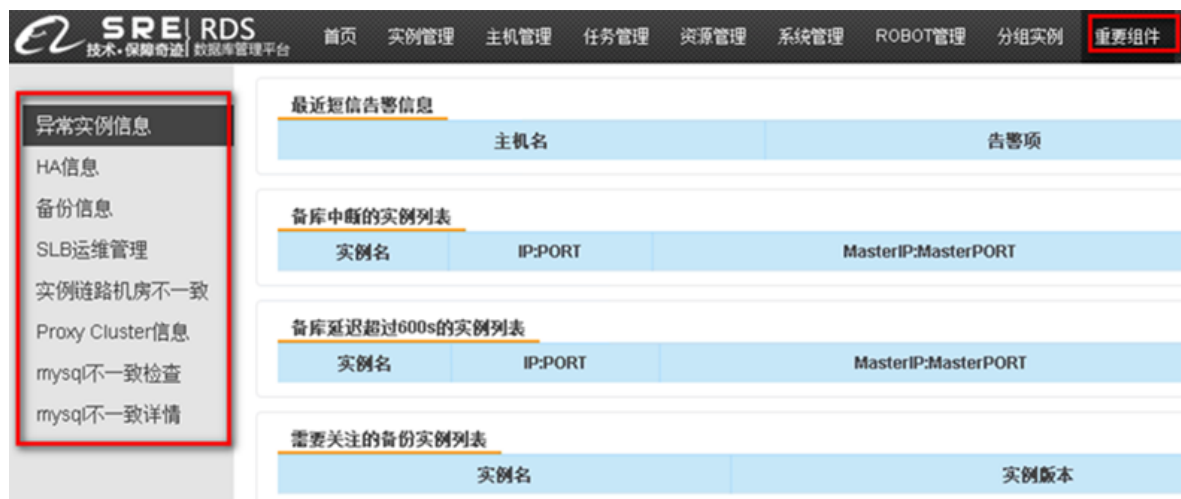 SRE RDS
技术·保障奇迹 数据库管理平台
首页 实例管理 主机管理 任务管理 资源管理 系统管理 ROBOT管理 分组实例 重要组件
异常实例信息
HA信息
备份信息
SLB运维管理
实例链路机房不一致
Proxy Cluster信息
mysql不一致检查
mysql不一致详情
最近短信告警信息
主机名 告警项
备库中断的实例列表
实例名 IP:PORT MasterIP:MasterPORT
备库延迟超过600s的实例列表
实例名 IP:PORT MasterIP:MasterPORT
需要关注的备份实例列表
实例名 实例版本